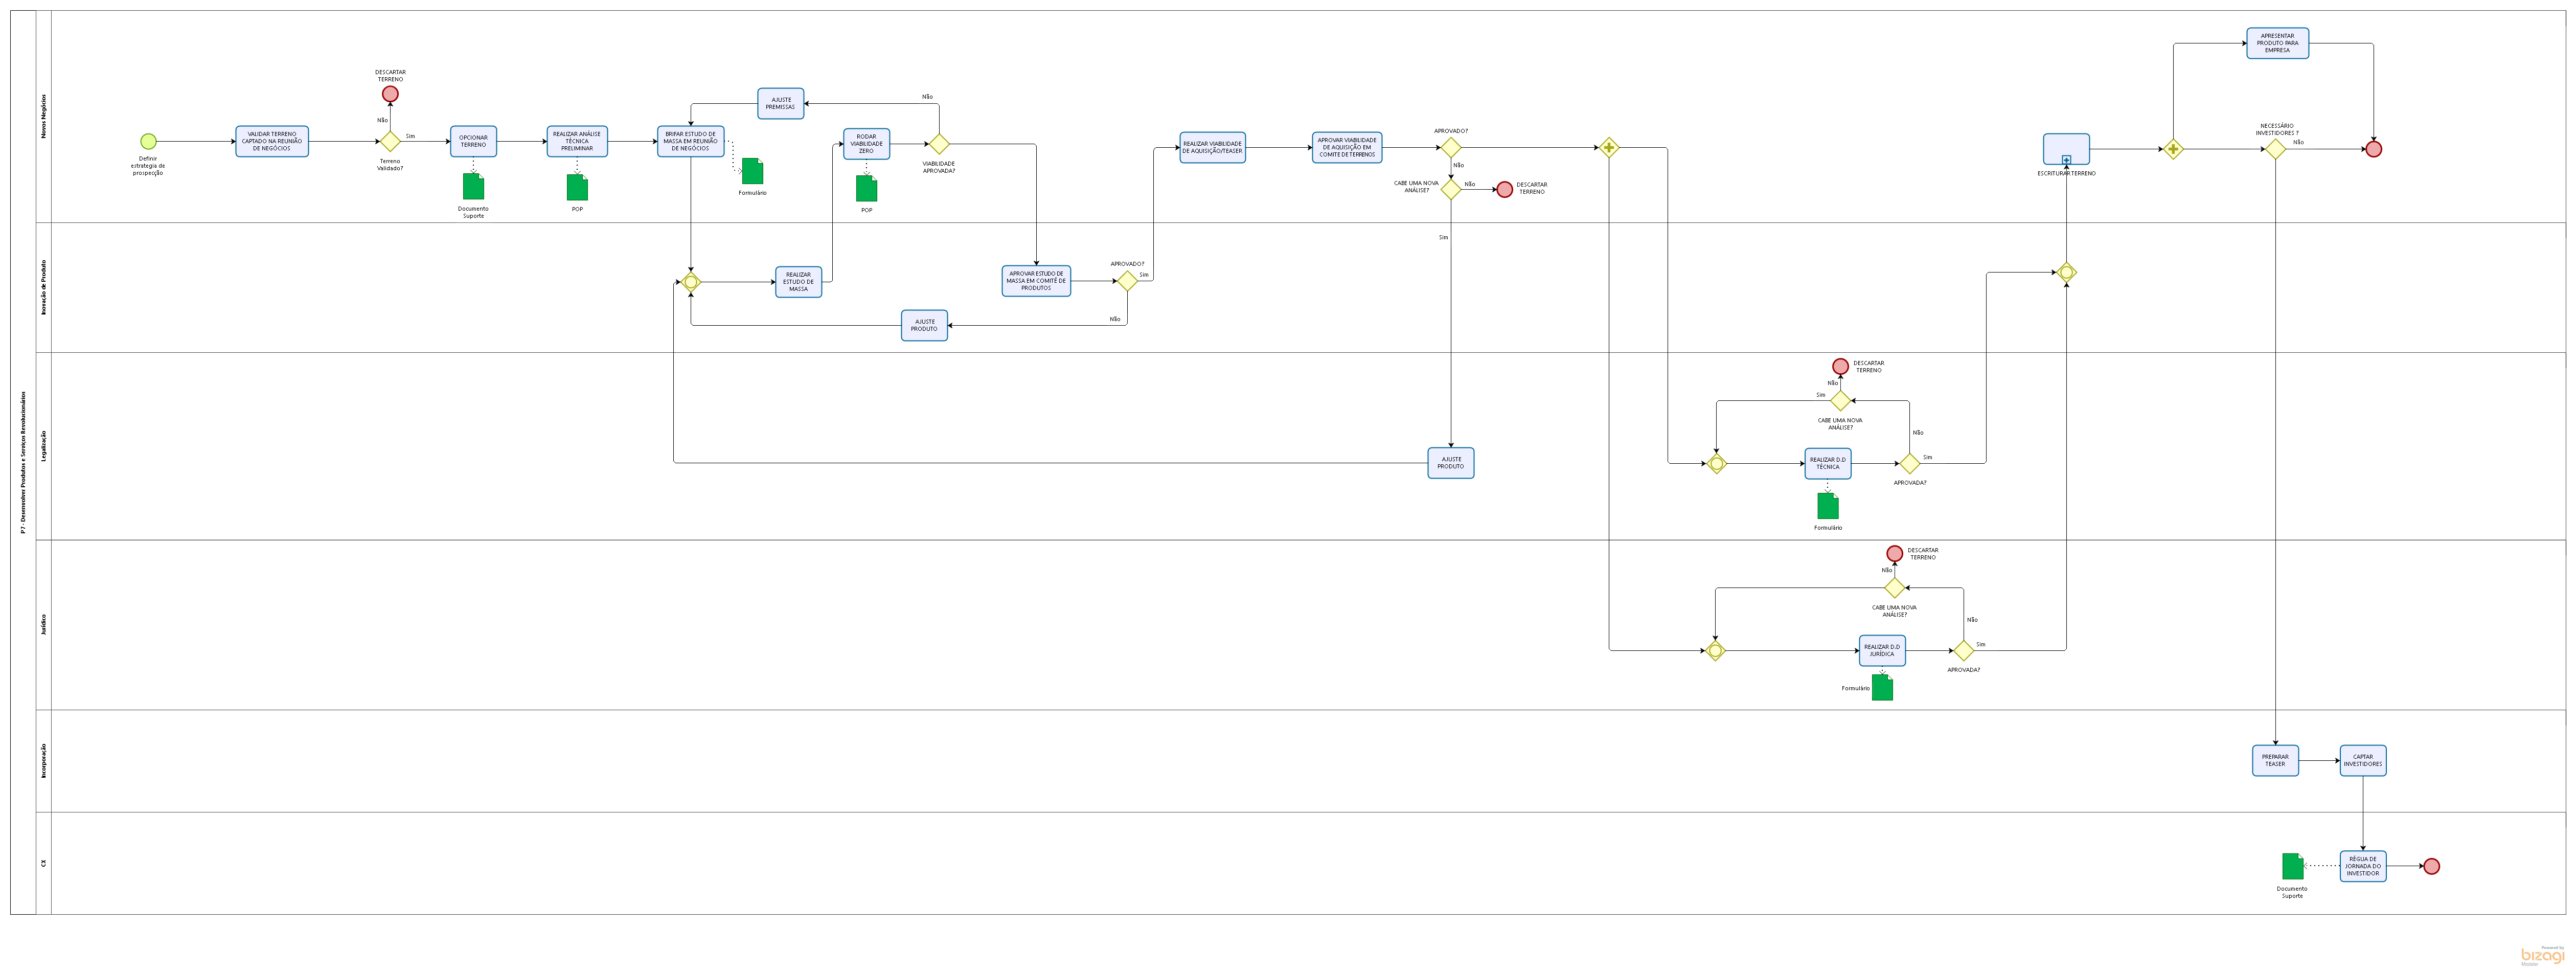 P7 - Desenvolver Produtos e Serviços Revolucionários
Novos Negócios
Definir
estratégia de
prospecção
VALIDAR TERRENO
CAPTADO NA REUNIÃO
DE NEGÓCIOS
DESCARTAR
TERRENO
Não
Sim
Terreno
Validado?
OPCIONAR
TERRENO
Documento
Suporte
REALIZAR ANÁLISE
TÉCNICA
PRELIMINAR
POP
BRIFAR ESTUDO DE
MASSA EM REUNIÃO
DE NEGÓCIOS
Formulário
AJUSTE
PREMISSAS
Não
RODAR
VIABILIDADE
ZERO
POP
VIABILIDADE
APROVADA?
REALIZAR VIABILIDADE
DE AQUISIÇÃO/TEASER
APROVAR VIABILIDADE
DE AQUISIÇÃO EM
COMITE DE TERRENOS
APROVADO?
Não
CABE UMA NOVA
ANÁLISE?
Não
DESCARTAR
TERRENO
Sim
ESCRITURAR TERRENO
APRESENTAR
PRODUTO PARA
EMPRESA
NECESSÁRIO
INVESTIDORES ?
Não
Inovação de Produto
REALIZAR
ESTUDO DE
MASSA
APROVAR ESTUDO DE
MASSA EM COMITÊ DE
PRODUTOS
APROVADO?
Sim
Não
AJUSTE
PRODUTO
Legalização
AJUSTE
PRODUTO
DESCARTAR
TERRENO
Não
Sim
CABE UMA NOVA
ANÁLISE?
Não
REALIZAR D.D
TÉCNICA
Sim
APROVADA?
Formulário
Jurídico
DESCARTAR
TERRENO
Não
CABE UMA NOVA
ANÁLISE?
Não
REALIZAR D.D
JURÍDICA
Sim
APROVADA?
Formulário
Incorporação
PREPARAR
TEASER
CAPTAR
INVESTIDORES
CX
RÉGUA DE
JORNADA DO
INVESTIDOR
Documento
Suporte
Powered by
bizagi
Modeler